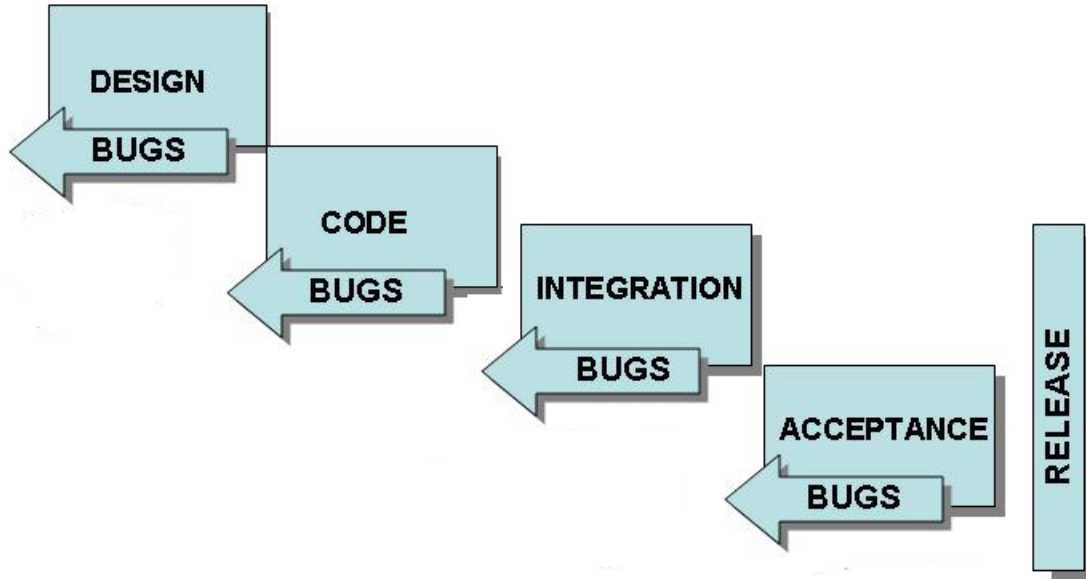 DESIGN
BUGS
CODE
BUGS
INTEGRATION
BUGS
ACCEPTANCE
BUGS
RELEASE